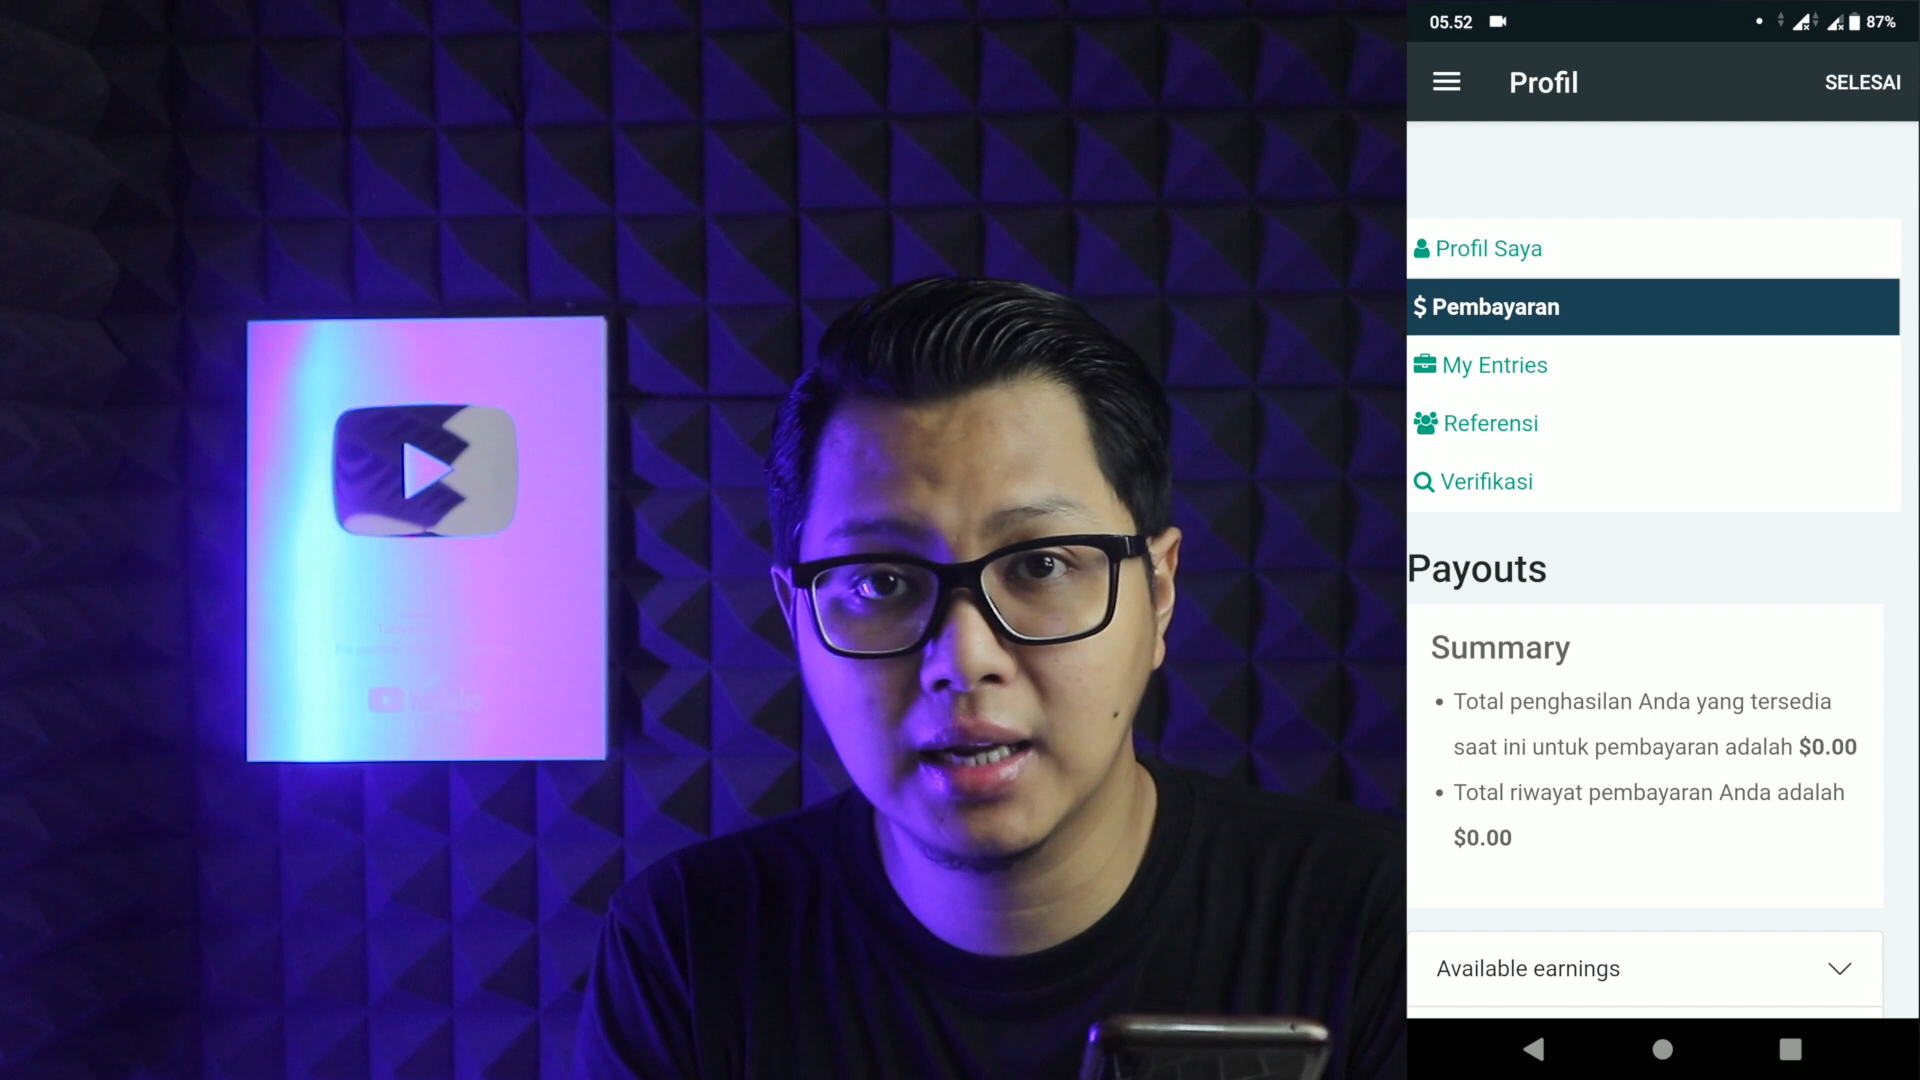 05.52
87%
Profil
SELESAI
Profil Saya
$ Pembayaran
My Entries
Referensi
Verifikasi
Payouts
Summary
• Total penghasilan Anda yang tersedia
saat ini untuk pembayaran adalah $0.00
• Total riwayat pembayaran Anda adalah
$0.00
Available earnings